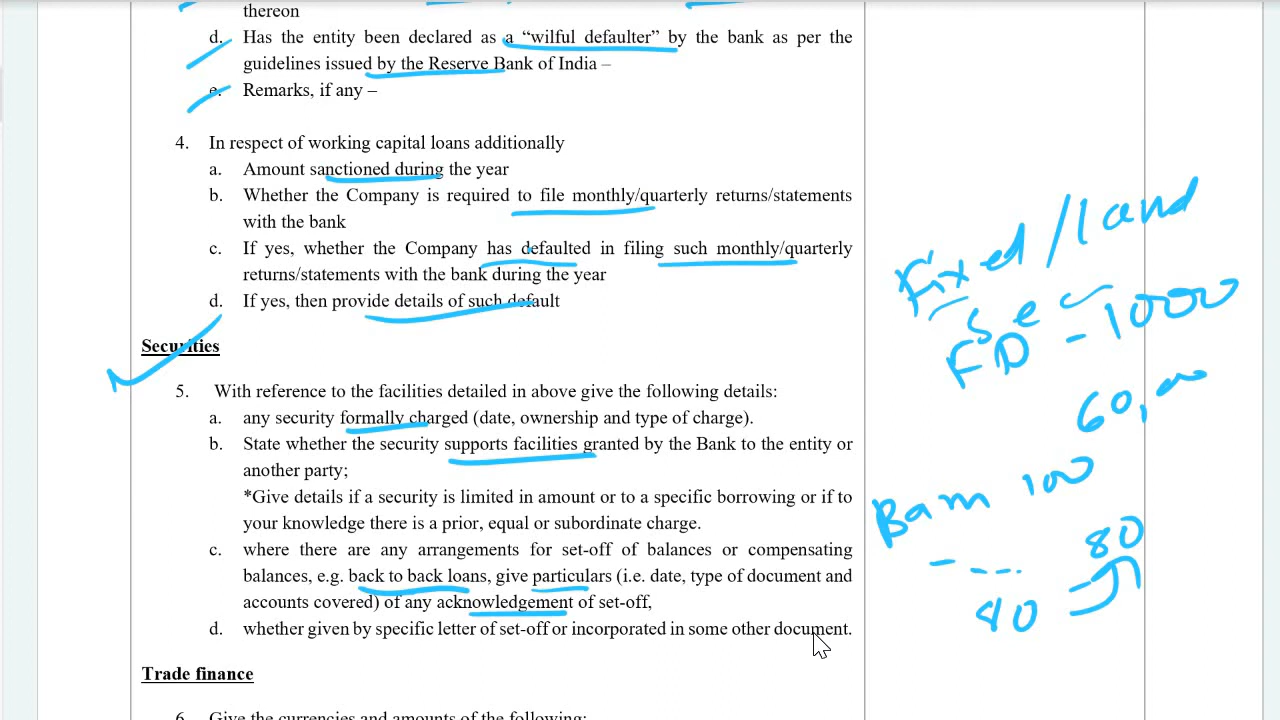 thereon
d. Has the entity been declared as a “wilful defaulter” by the bank as per the
guidelines issued by the Reserve Bank of India –
e. Remarks, if any –
4. In respect of working capital loans additionally
a. Amount sanctioned during the year
b. Whether the Company is required to file monthly/quarterly returns/statements
with the bank
c. If yes, whether the Company has defaulted in filing such monthly/quarterly
returns/statements with the bank during the year
d. If yes, then provide details of such default
Securities
5. With reference to the facilities detailed in above give the following details:
a. any security formally charged (date, ownership and type of charge).
b. State whether the security supports facilities granted by the Bank to the entity or
another party;
*Give details if a security is limited in amount or to a specific borrowing or if to
your knowledge there is a prior, equal or subordinate charge.
c. where there are any arrangements for set-off of balances or compensating
balances, e.g. back to back loans, give particulars (i.e. date, type of document and
accounts covered) of any acknowledgement of set-off,
d. whether given by specific letter of set-off or incorporated in some other document.
Trade finance
6. Give the currencies and amounts of the following:
Fixed/land
Sec
FD - 1000
60,00
100
80
40